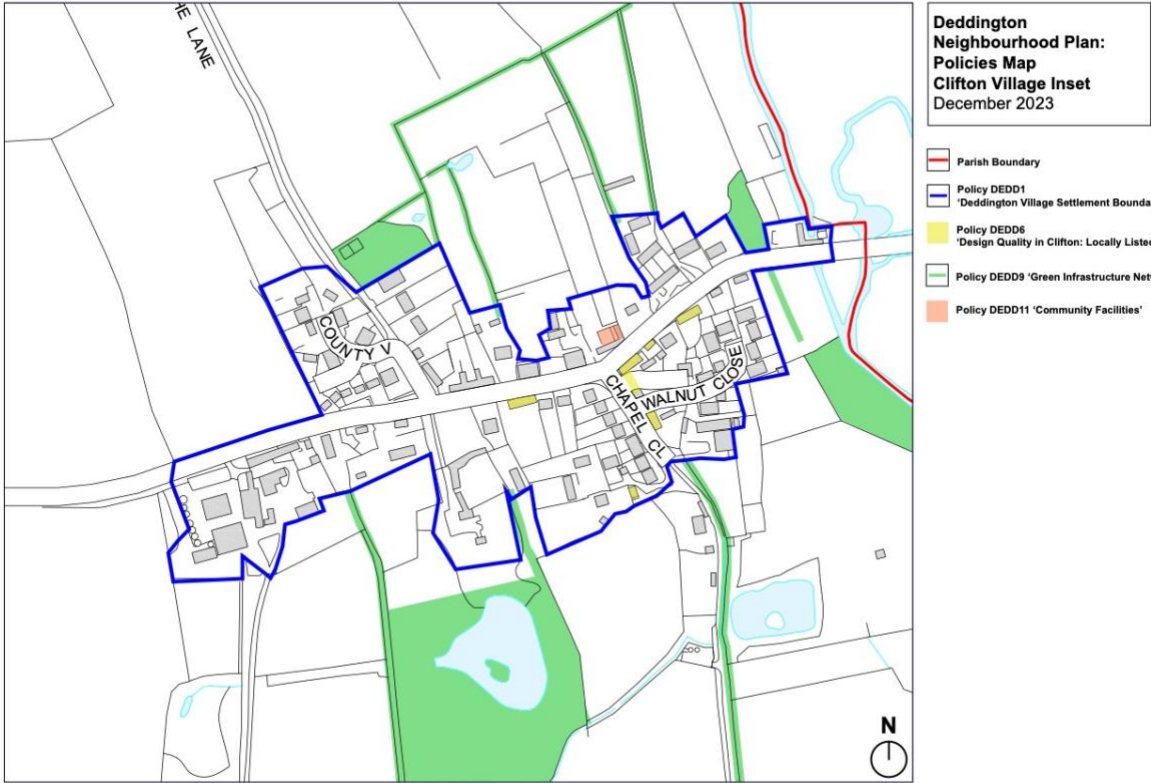 Deddington
Neighbourhood Plan:
Policies Map
Clifton Village Inset
December 2023
Parish Boundary
Policy DEDD1
'Deddington Village Settlement Bounda
Policy DEDD6
'Design Quality in Clifton: Locally Listed
Policy DEDD9 'Green Infrastructure Net
Policy DEDD11 'Community Facilities'
HE LANE
COUNTY V
CHAPEL CL
WALNUT CLOSE
N